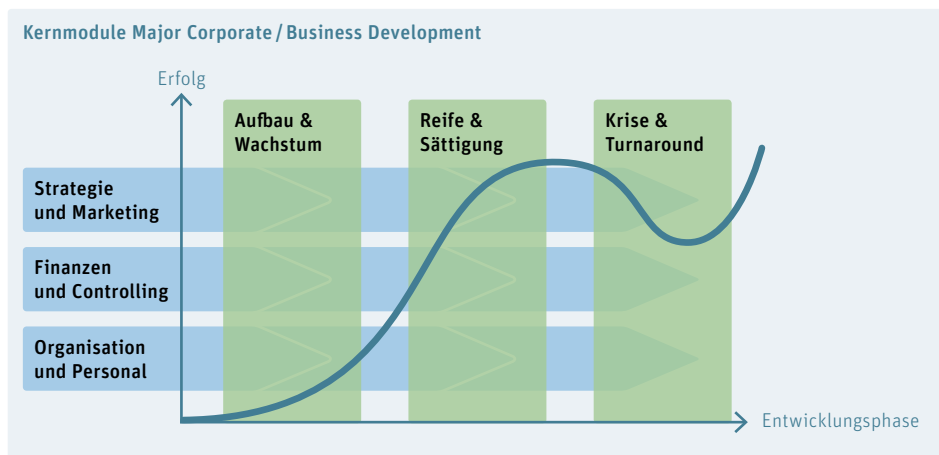 Kernmodule Major Corporate / Business Development
Erfolg
Aufbau &
Wachstum
Reife &
Sättigung
Krise &
Turnaround
Strategie
und Marketing
Finanzen
und Controlling
Organisation
und Personal
Entwicklungsphase